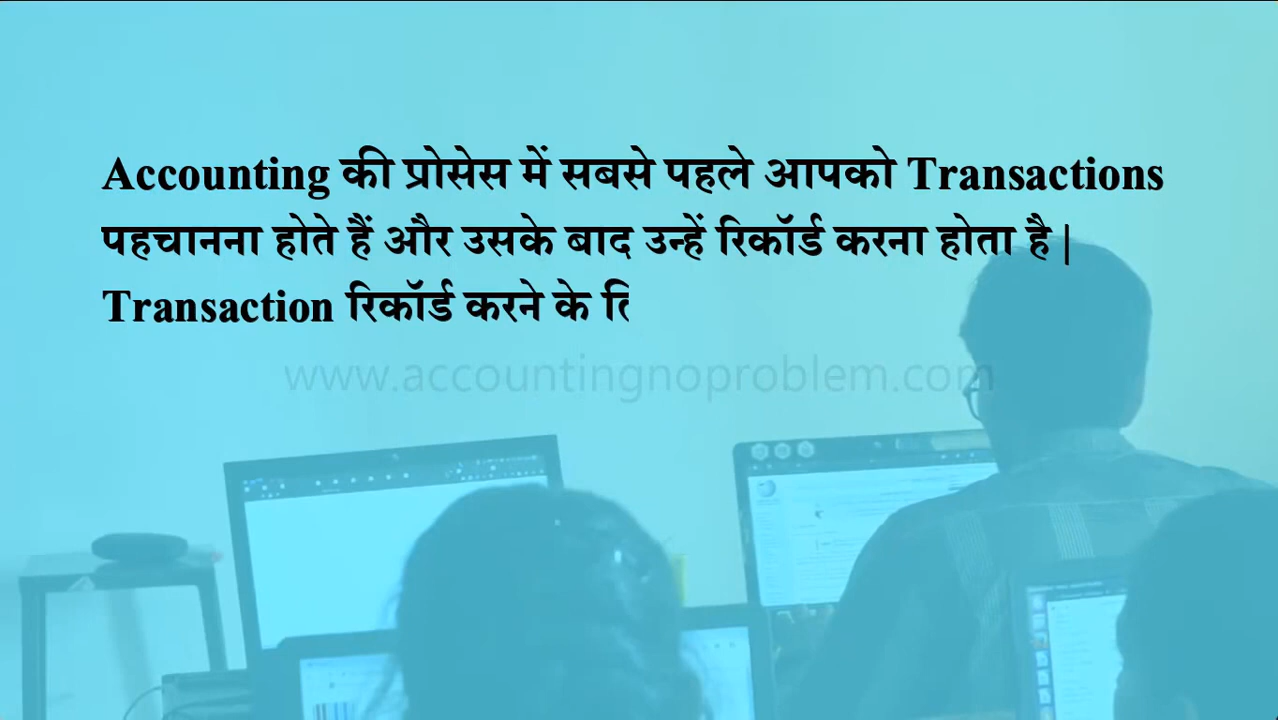 Accounting की प्रोसेस में सबसे पहले आपको Transactions
पहचानना होते हैं और उसके बाद उन्हें रिकॉर्ड करना होता है |
Transaction रिकॉर्ड करने के
www.accountingnoproblem.com